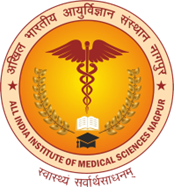 अखिल भारतीय आयुर्विज्ञान संस्थान नागपुर
ALL INDIA INSTITUTE OF MEDICAL SCIENCES NAGPUR
स्वास्थ्यं सर्वार्थसाधनम्